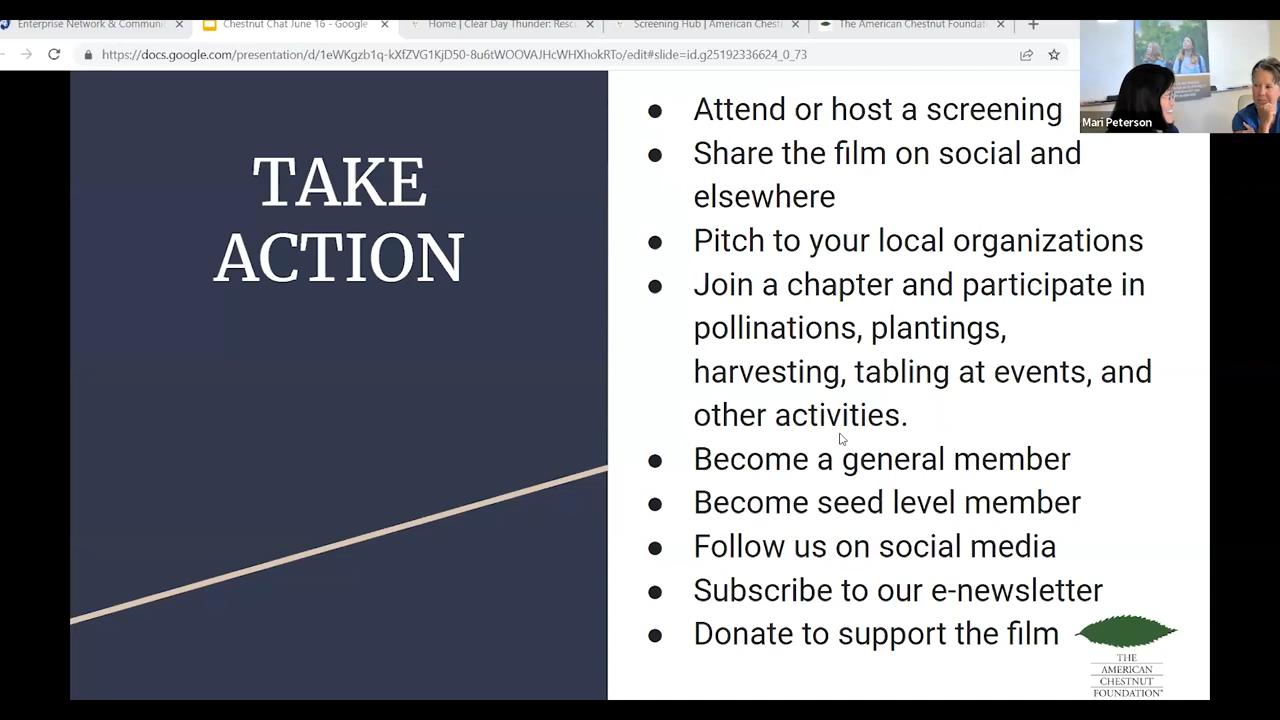 Enterprise Network & Communi
Chestnut Chat June 16 - Google
Home | Clear Day Thunder: Resc
Screening Hub | American Chest
The American Chestnut Foundat
https://docs.google.com/presentation/d/1eWKgzb1q-kXfZVG1KjD50-8u6tWOOVAJHcWHXhokRTo/edit#slide=id.g25192336624_0_73
Mari Peterson
TAKE
ACTION
● Attend or host a screening
● Share the film on social and
elsewhere
● Pitch to your local organizations
● Join a chapter and participate in
pollinations, plantings,
harvesting, tabling at events, and
other activities.
● Become a general member
● Become seed level member
● Follow us on social media
● Subscribe to our e-newsletter
● Donate to support the film
THE
AMERICAN
CHESTNUT
FOUNDATION®